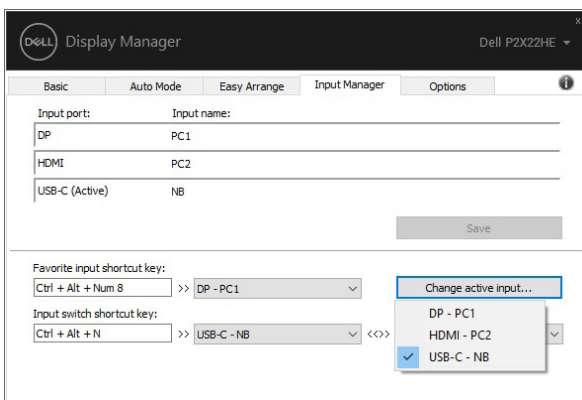 DELL Display Manager
x
Dell P2X22HE
Basic Auto Mode Easy Arrange Input Manager Options i
Input port: Input name:
DP PC1
HDMI PC2
USB-C (Active) NB
Save
Favorite input shortcut key:
Ctrl + Alt + Num 8 >> DP - PC1 Change active input...
DP - PC1
Input switch shortcut key:
Ctrl + Alt + N >> USB-C - NB <<>> HDMI - PC2
USB-C - NB